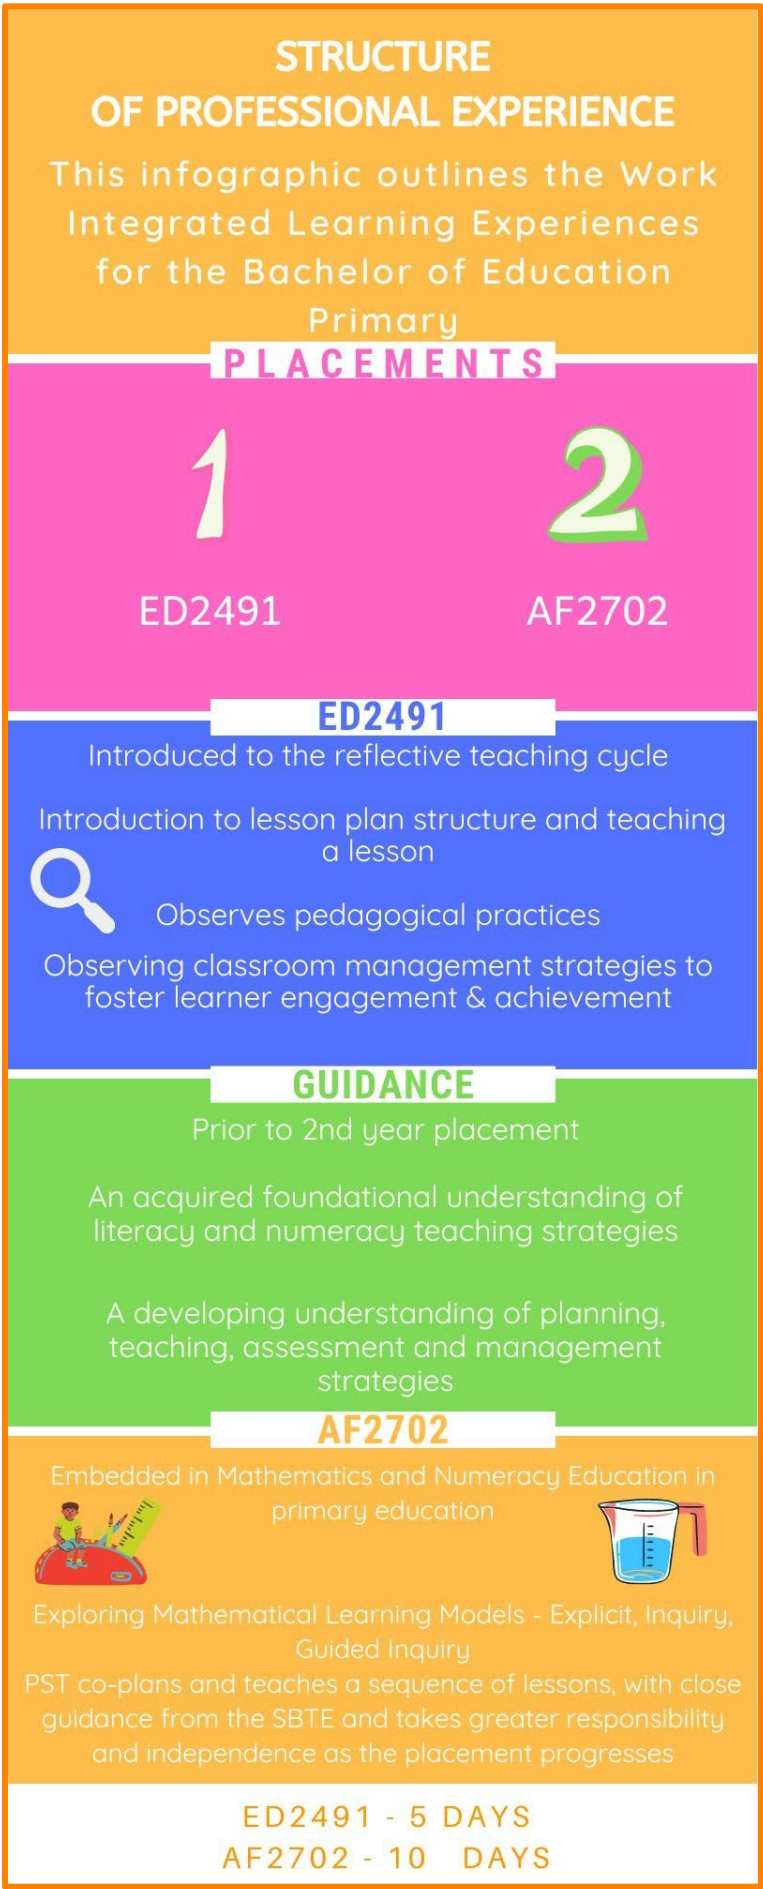 STRUCTURE
OF PROFESSIONAL EXPERIENCE
This infographic outlines the Work
Integrated Learning Experiences
for the Bachelor of Education
Primary
PLACEMENTS
1 2
ED2491 AF2702
ED2491
Introduced to the reflective teaching cycle
Introduction to lesson plan structure and teaching
a lesson
Observes pedagogical practices
Observing classroom management strategies to
foster learner engagement & achievement
GUIDANCE
Prior to 2nd year placement
An acquired foundational understanding of
literacy and numeracy teaching strategies
A developing understanding of planning,
teaching, assessment and management
strategies
AF2702
Embedded in Mathematics and Numeracy Education in
primary education
Exploring Mathematical Learning Models - Explicit, Inquiry,
Guided Inquiry
PST co-plans and teaches a sequence of lessons, with close
guidance from the SBTE and takes greater responsibility
and independence as the placement progresses
ED2491 - 5 DAYS
AF2702 - 10 DAYS